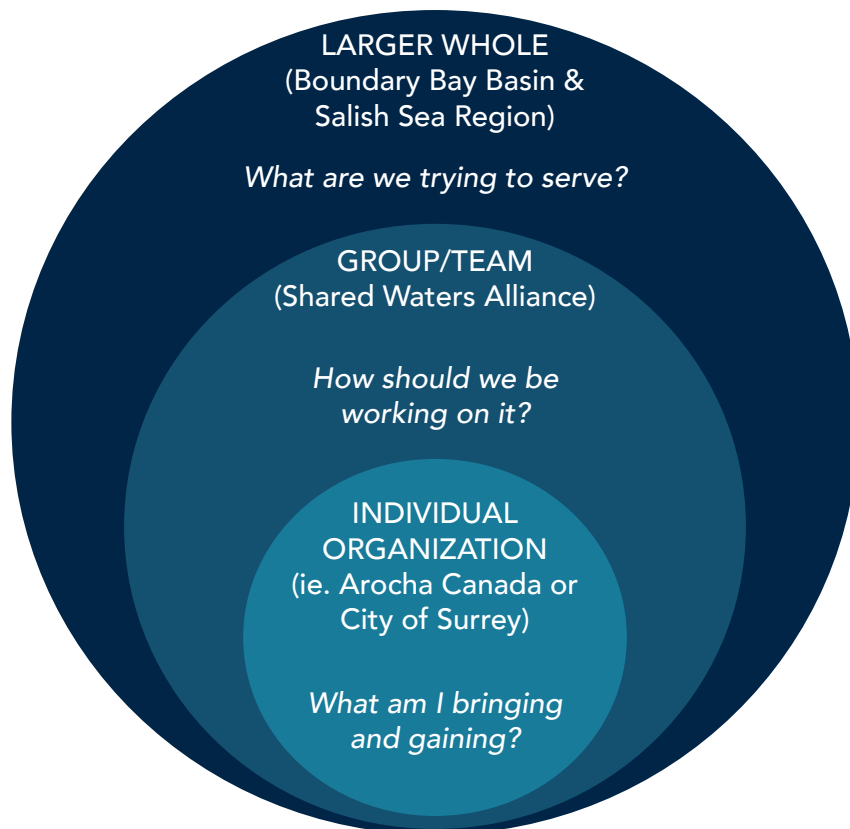 LARGER WHOLE
(Boundary Bay Basin &
Salish Sea Region)
What are we trying to serve?
GROUP/TEAM
(Shared Waters Alliance)
How should we be
working on it?
INDIVIDUAL
ORGANIZATION
(ie. Arocha Canada or
City of Surrey)
What am I bringing
and gaining?